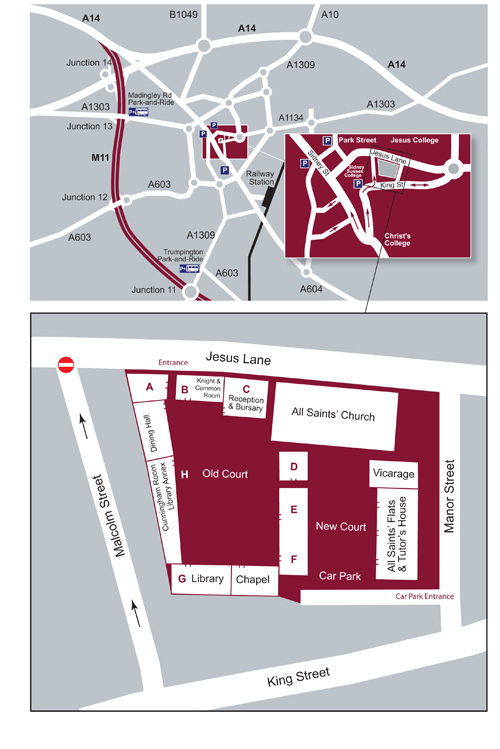 B1049
A10
A14
A14
Junction 14
A1309
A14
Madingley Rd
Park-and-Ride
A1303
A1303
A1134
Junction 13
Park Street
Jesus College
Sidney St.
Jesus Lane
M11
Sidney
Sussex
College
Railway
Station
King St
A603
Junction 12
A1309
Christ's
College
A603
Trumpington
Park-and-Ride
A603
Junction 11
A604
Jesus Lane
Entrance
A
B
Knight &
Common
Room
C
Reception
& Bursary
All Saints' Church
Dining Hall
D
Vicarage
H
Old Court
Cunningham Room
Library Annex
E
New Court
All Saints' Flats
& Tutor's House
Manor Street
Malcolm Street
F
G Library
Chapel
Car Park
Car Park Entrance
King Street